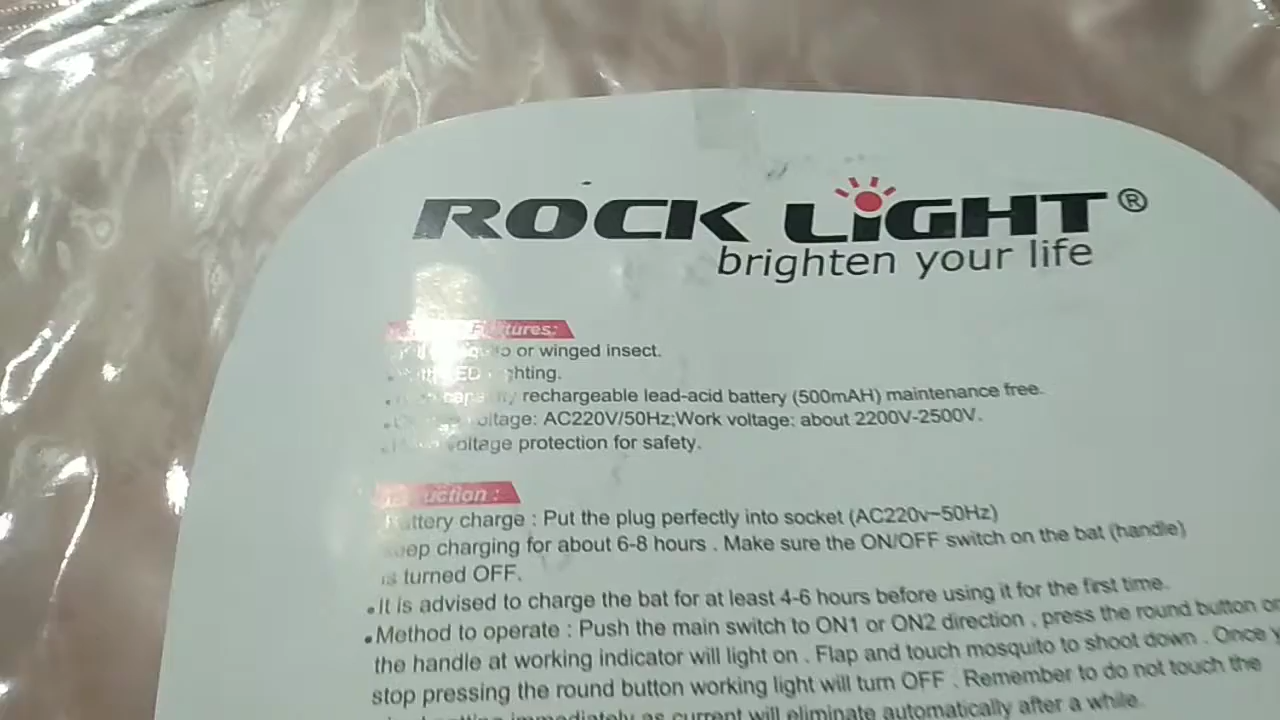 ROCK LiGHT®
brighten your life
Features:
or winged insect.
LED lighting.
capacity rechargeable lead-acid battery (500mAH) maintenance free.
voltage: AC220V/50Hz;Work voltage: about 2200V-2500V.
voltage protection for safety.
Instruction :
Battery charge : Put the plug perfectly into socket (AC220v~50Hz)
keep charging for about 6-8 hours . Make sure the ON/OFF switch on the bat (handle)
is turned OFF.
•It is advised to charge the bat for at least 4-6 hours before using it for the first time.
•Method to operate : Push the main switch to ON1 or ON2 direction , press the round button on
the handle at working indicator will light on . Flap and touch mosquito to shoot down . Once
stop pressing the round button working light will turn OFF . Remember to do not touch the
immediately as current will eliminate automatically after a while.